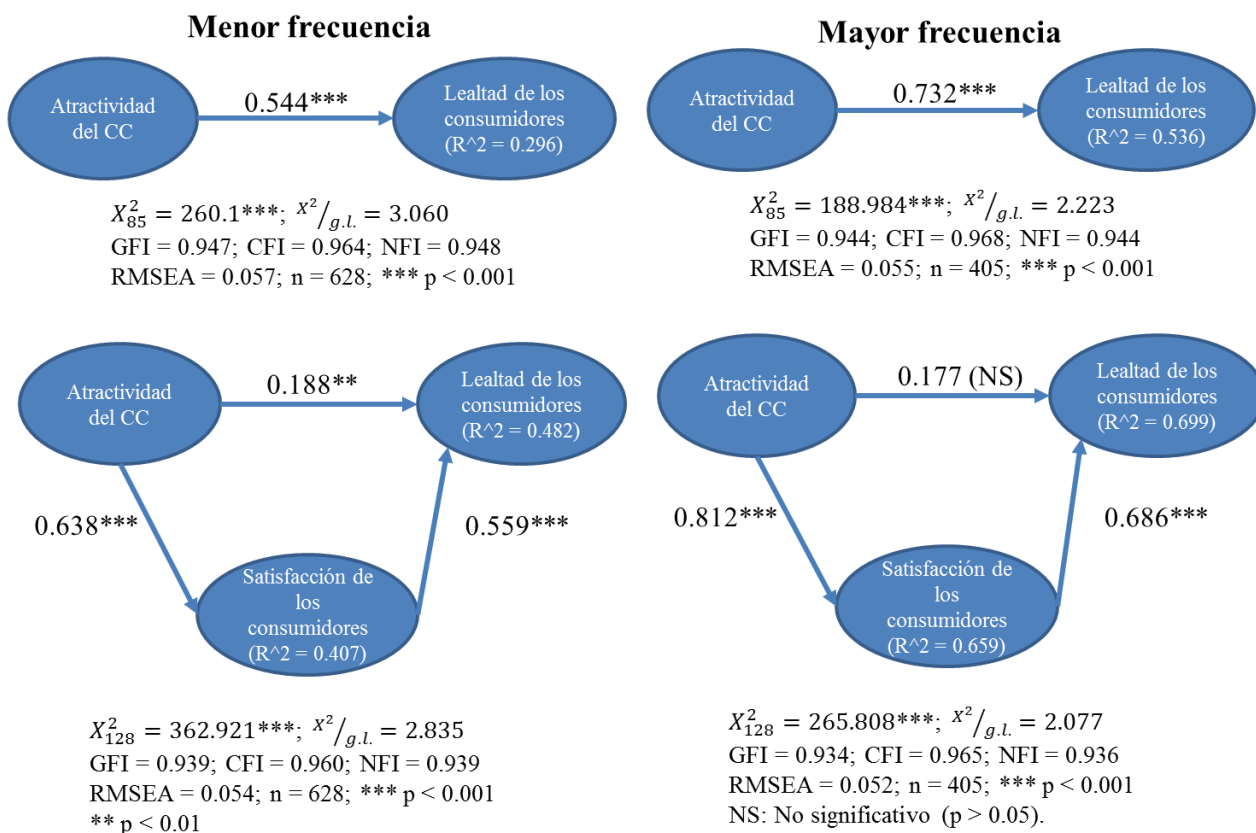 Menor frecuencia
Atractividad
del CC
0.544***
Lealtad de los
consumidores
(R^2 = 0.296)
X²₈₅ = 260.1***; X²/g.l. = 3.060
GFI = 0.947; CFI = 0.964; NFI = 0.948
RMSEA = 0.057; n = 628; *** p < 0.001
Mayor frecuencia
Atractividad
del CC
0.732***
Lealtad de los
consumidores
(R^2 = 0.536)
X²₈₅ = 188.984***; X²/g.l. = 2.223
GFI = 0.944; CFI = 0.968; NFI = 0.944
RMSEA = 0.055; n = 405; *** p < 0.001
Atractividad
del CC
0.188**
Lealtad de los
consumidores
(R^2 = 0.482)
0.638***
0.559***
Satisfacción de
los
consumidores
(R^2 = 0.407)
X²₁₂₈ = 362.921***; X²/g.l. = 2.835
GFI = 0.939; CFI = 0.960; NFI = 0.939
RMSEA = 0.054; n = 628; *** p < 0.001
** p < 0.01
Atractividad
del CC
0.177 (NS)
Lealtad de los
consumidores
(R^2 = 0.699)
0.812***
0.686***
Satisfacción de
los
consumidores
(R^2 = 0.659)
X²₁₂₈ = 265.808***; X²/g.l. = 2.077
GFI = 0.934; CFI = 0.965; NFI = 0.936
RMSEA = 0.052; n = 405; *** p < 0.001
NS: No significativo (p > 0.05).